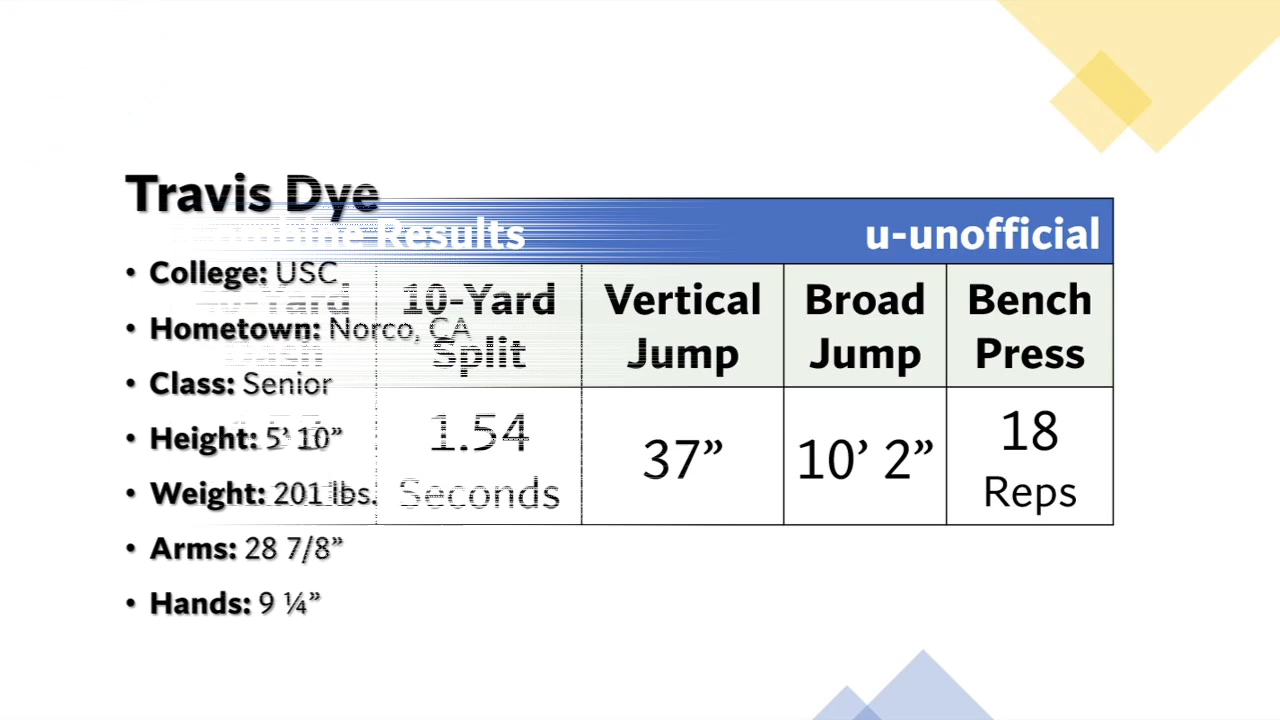 Travis Dye
• College: USC
• Hometown: Norco, CA
• Class: Senior
• Height: 5’ 10”
• Weight: 201 lbs.
• Arms: 28 7/8”
• Hands: 9 ¼”
Results u-unofficial
10-Yard Split
Vertical Jump
Broad Jump
Bench Press
1.54 Seconds
37”
10’ 2”
18 Reps